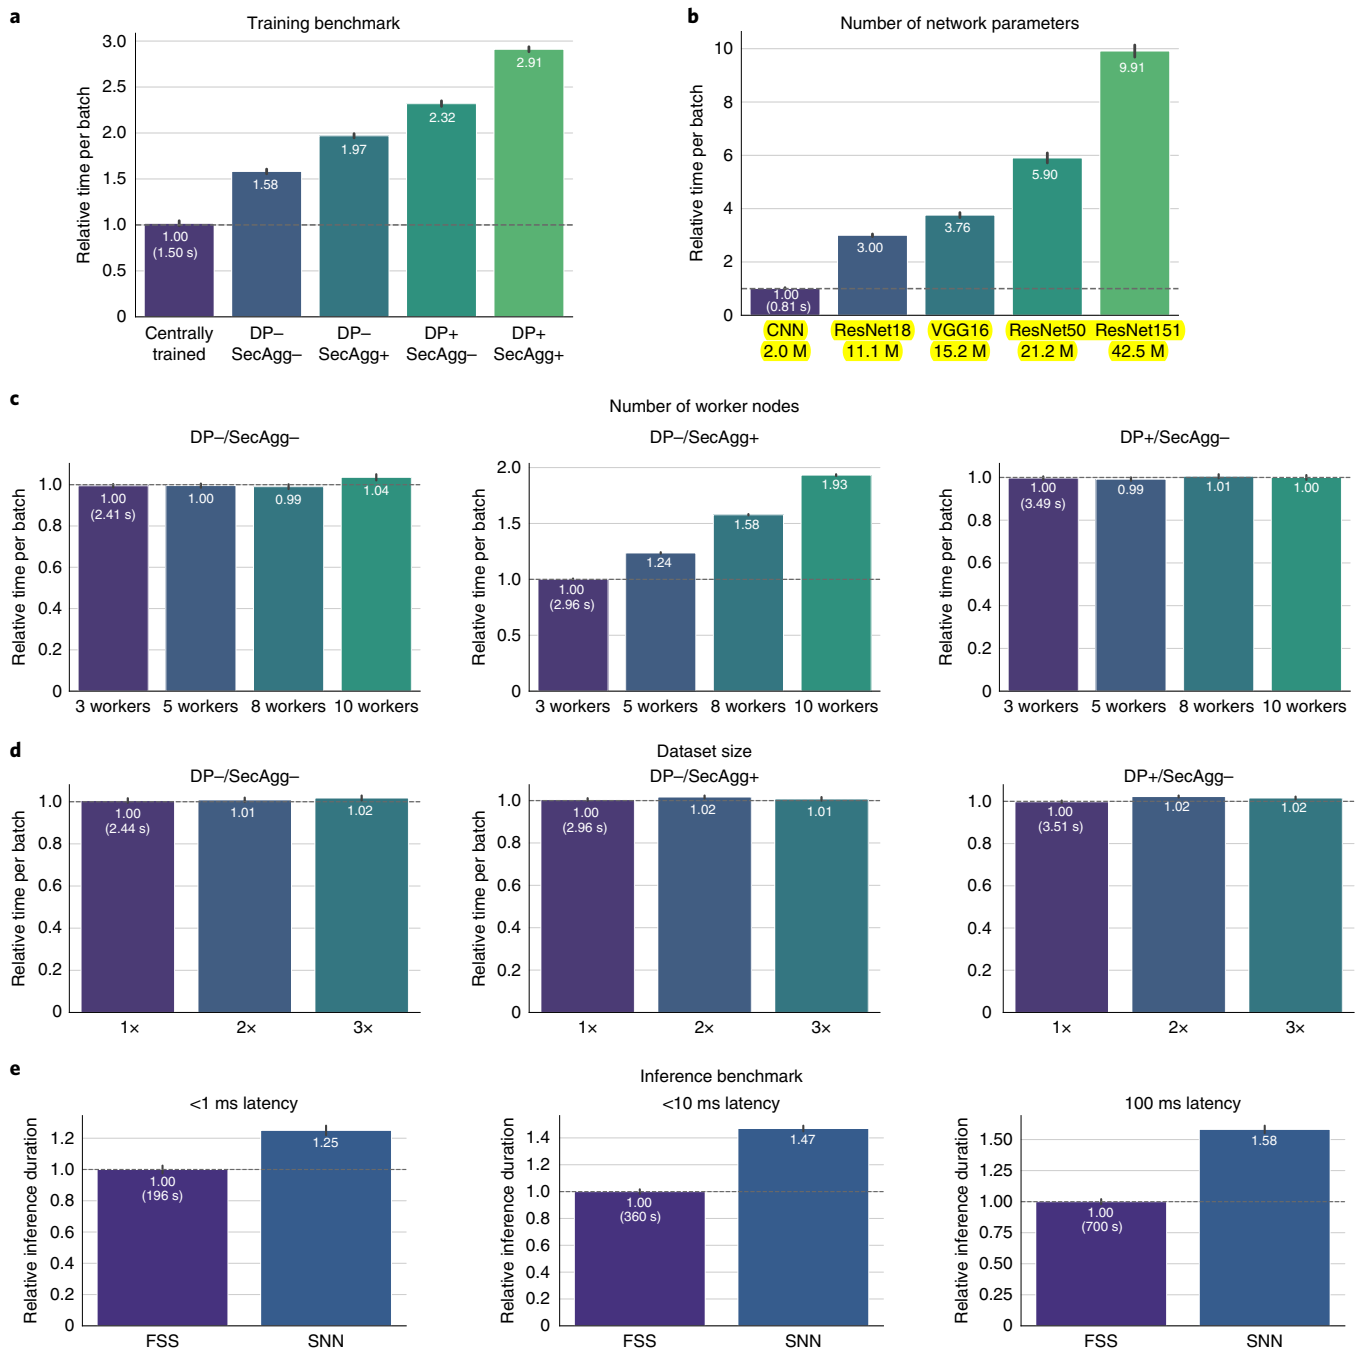 a
Training benchmark
Relative time per batch
3.0
2.5
2.0
1.5
1.0
0.5
0
1.00
(1.50 s)
1.58
1.97
2.32
2.91
Centrally trained
DP– SecAgg–
DP– SecAgg+
DP+ SecAgg–
DP+ SecAgg+
b
Number of network parameters
Relative time per batch
10
8
6
4
2
0
1.00
(0.81 s)
3.00
3.76
5.90
9.91
CNN ResNet18 VGG16 ResNet50 ResNet151
2.0 M 11.1 M 15.2 M 21.2 M 42.5 M
c
Number of worker nodes
DP–/SecAgg–
Relative time per batch
1.0
0.8
0.6
0.4
0.2
0
1.00
(2.41 s)
1.00
0.99
1.04
3 workers 5 workers 8 workers 10 workers
DP–/SecAgg+
Relative time per batch
2.0
1.5
1.0
0.5
0
1.00
(2.96 s)
1.24
1.58
1.93
3 workers 5 workers 8 workers 10 workers
DP+/SecAgg–
Relative time per batch
1.0
0.8
0.6
0.4
0.2
0
1.00
(3.49 s)
0.99
1.01
1.00
3 workers 5 workers 8 workers 10 workers
d
Dataset size
DP–/SecAgg–
Relative time per batch
1.0
0.8
0.6
0.4
0.2
0
1.00
(2.44 s)
1.01
1.02
1× 2× 3×
DP–/SecAgg+
Relative time per batch
1.0
0.8
0.6
0.4
0.2
0
1.00
(2.96 s)
1.02
1.01
1× 2× 3×
DP+/SecAgg–
Relative time per batch
1.0
0.8
0.6
0.4
0.2
0
1.00
(3.51 s)
1.02
1.02
1× 2× 3×
e
Inference benchmark
<1 ms latency
Relative inference duration
1.2
1.0
0.8
0.6
0.4
0.2
0
1.00
(196 s)
1.25
FSS SNN
<10 ms latency
Relative inference duration
1.4
1.2
1.0
0.8
0.6
0.4
0.2
0
1.00
(360 s)
1.47
FSS SNN
100 ms latency
Relative inference duration
1.50
1.25
1.00
0.75
0.50
0.25
0
1.00
(700 s)
1.58
FSS SNN